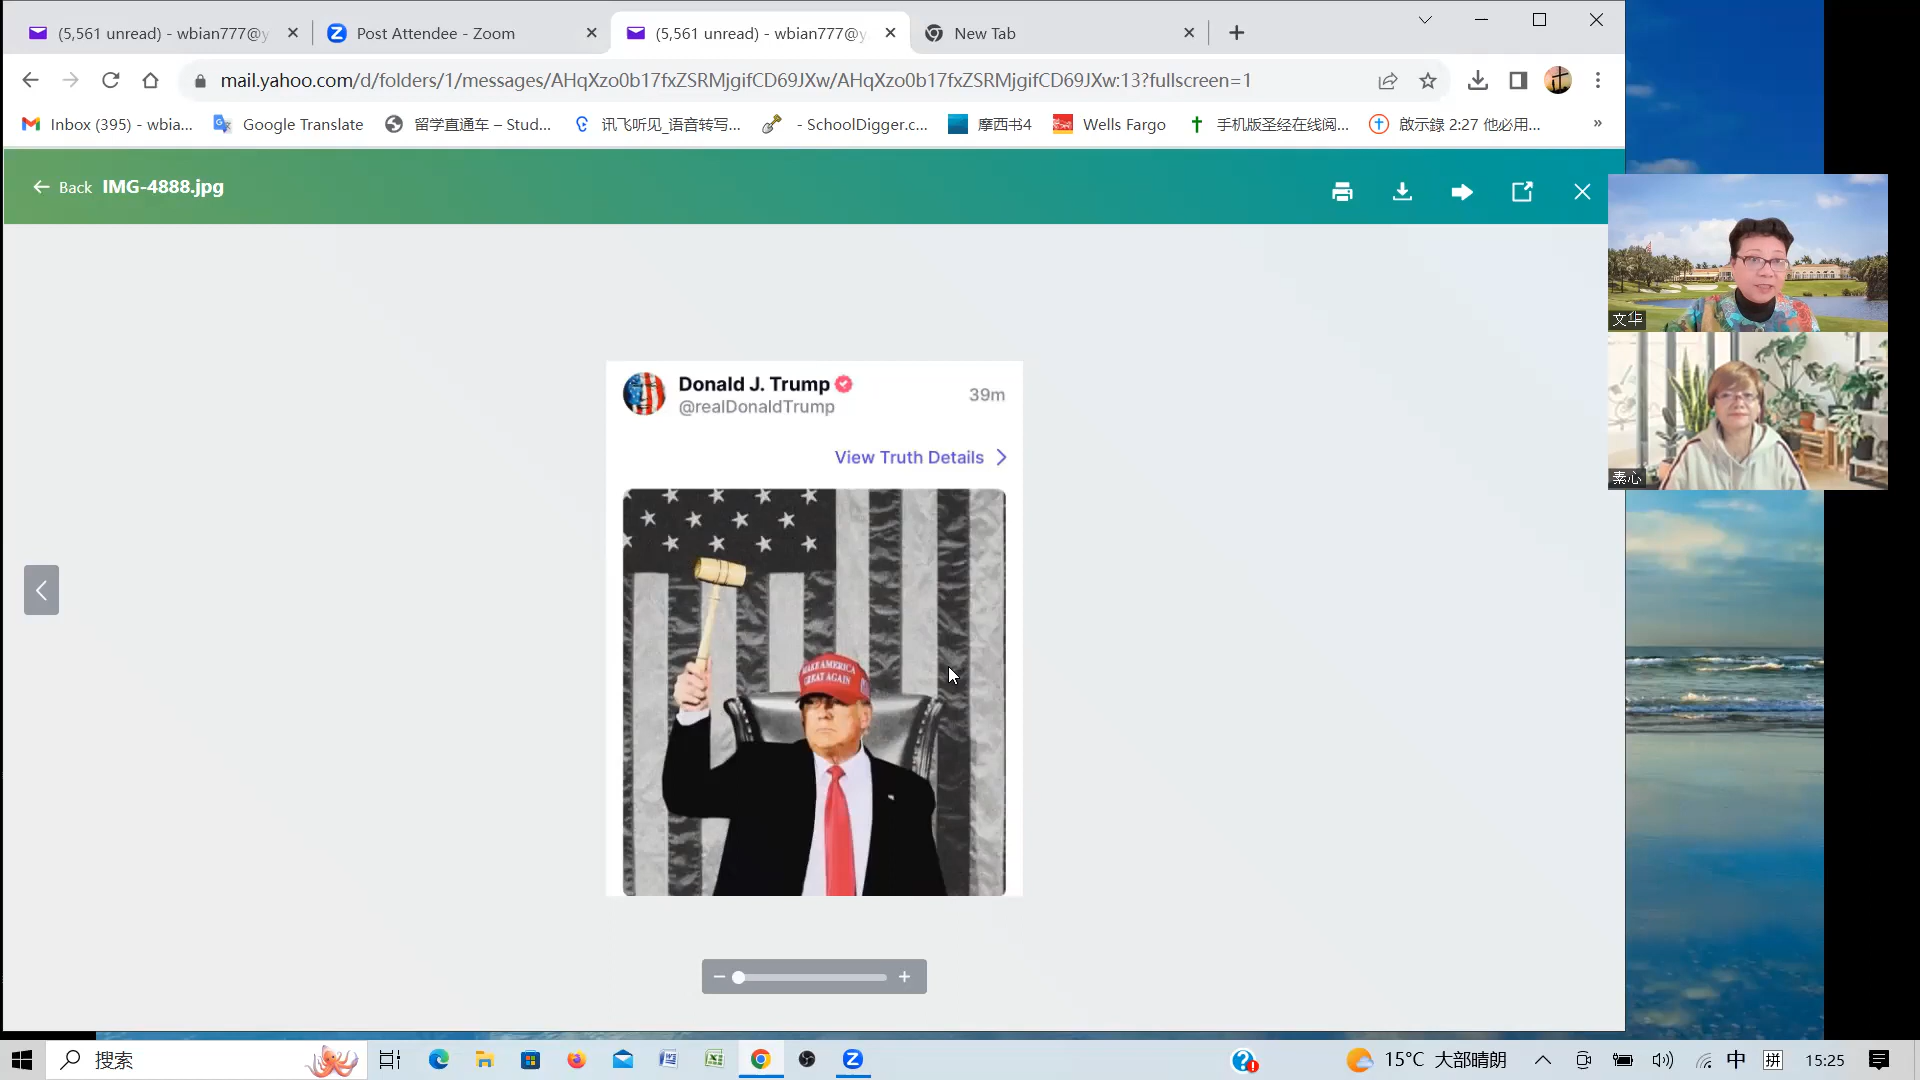 (5,561 unread) - wbian777@y
Post Attendee - Zoom
(5,561 unread) - wbian777@y
New Tab
mail.yahoo.com/d/folders/1/messages/AHqXzo0b17fxZSRMjgifCD69JXw/AHqXzo0b17fxZSRMjgifCD69JXw:13?fullscreen=1
Inbox (395) - wbia...
Google Translate
留学直通车 – Stud...
讯飞听见_语音转写...
- SchoolDigger.c...
摩西书4
Wells Fargo
手机版圣经在线阅...
啟示錄 2:27 他必用...
»
Back IMG-4888.jpg
文华
素心
Donald J. Trump
39m
@realDonaldTrump
View Truth Details
MAKE AMERICA
GREAT AGAIN
搜索
15°C 大部晴朗
中
拼
15:25